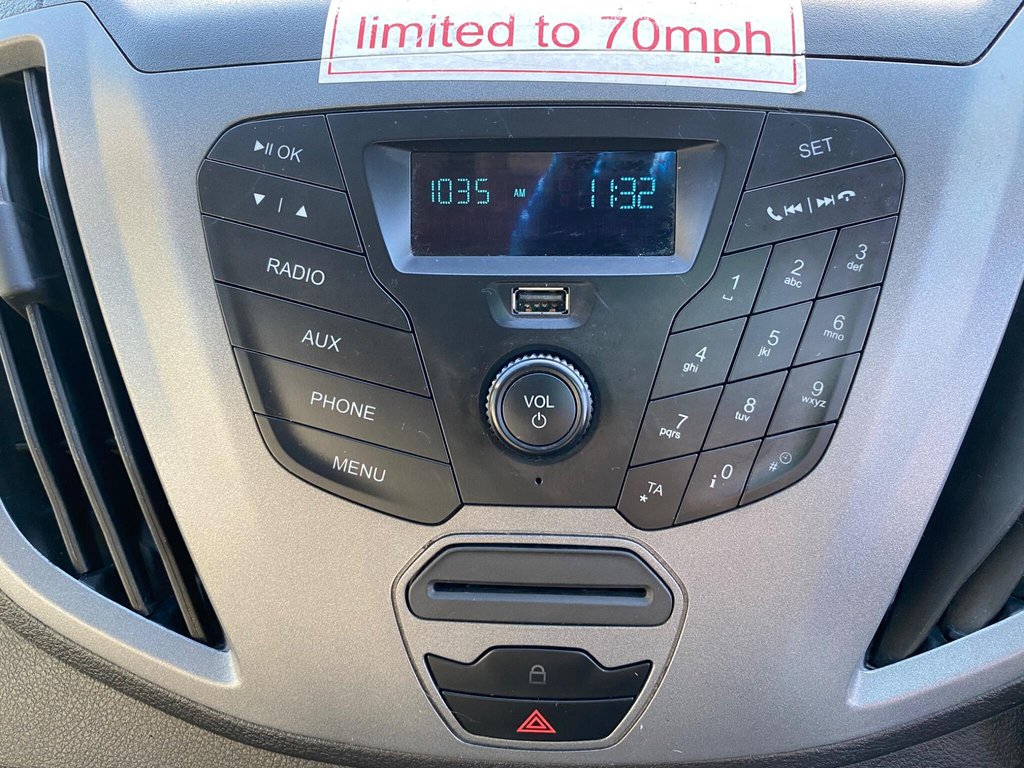 limited to 70mph
OK
SET
1035 AM 11:32
RADIO
AUX
PHONE
MENU
VOL
1
2 abc
3 def
4 ghi
5 jkl
6 mno
7 pqrs
8 tuv
9 wxyz
TA *
i 0
#